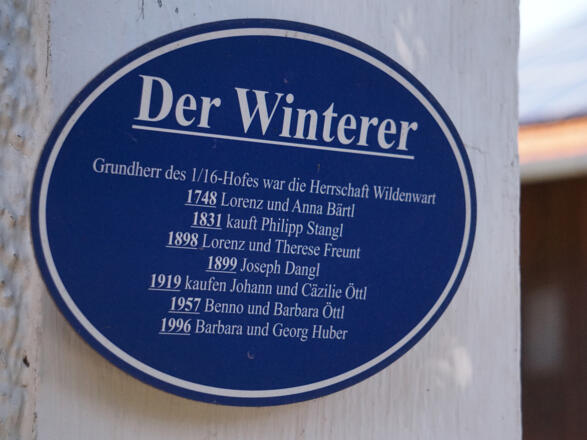 Der Winterer
Grundherr des 1/16-Hofes war die Herrschaft Wildenwart
1748 Lorenz und Anna Bärtl
1831 kauft Philipp Stangl
1898 Lorenz und Therese Freunt
1899 Joseph Dangl
1919 kaufen Johann und Cäzilie Öttl
1957 Benno und Barbara Öttl
1996 Barbara und Georg Huber